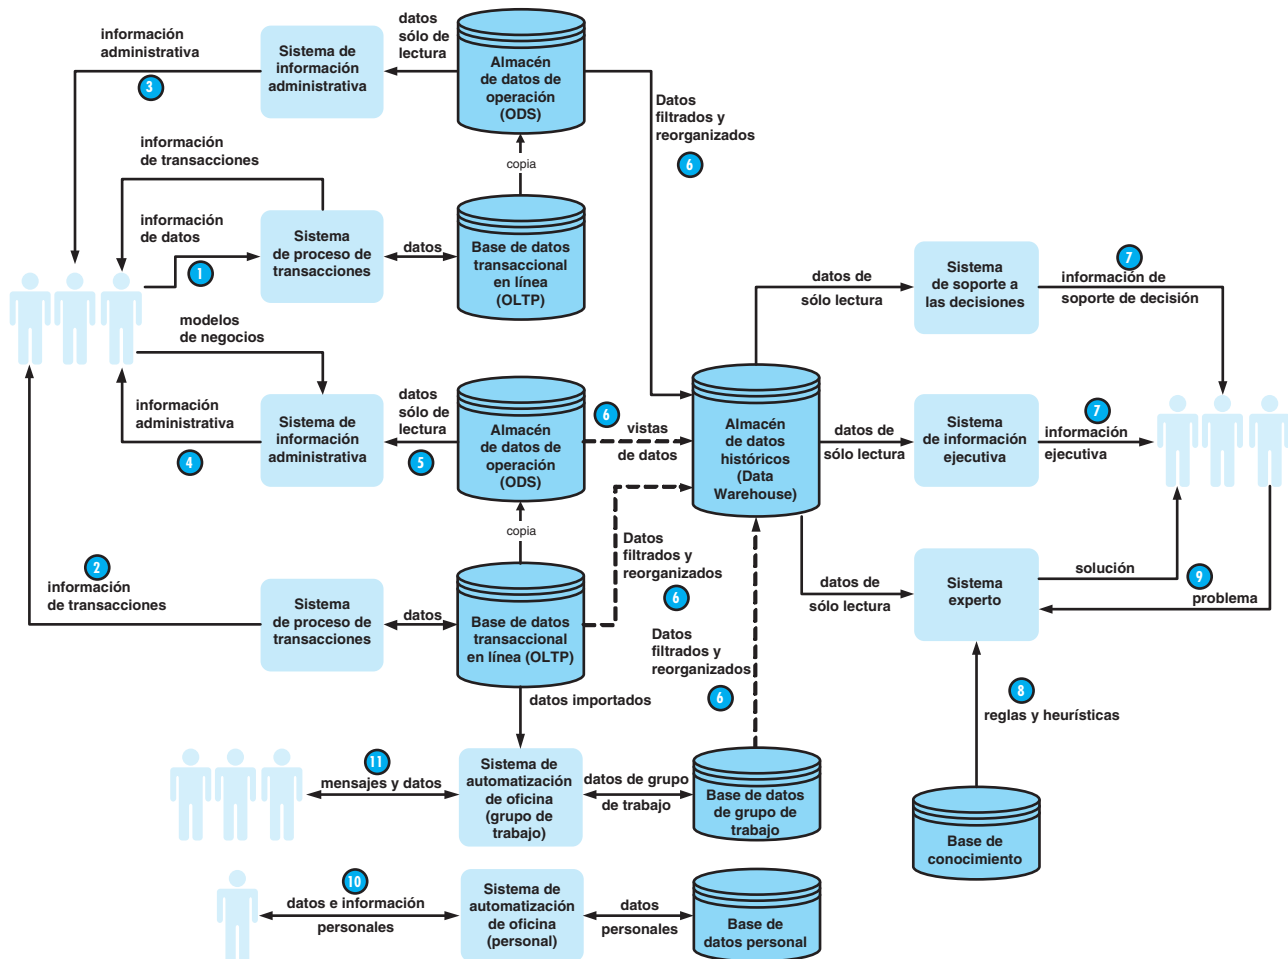 información
administrativa
3
Sistema de
información
administrativa
datos
sólo de
lectura
Almacén
de datos de
operación
(ODS)
Datos
filtrados y
reorganizados
6
información
de transacciones
copia
información
de datos
1
Sistema
de proceso de
transacciones
datos
Base de datos
transaccional
en línea
(OLTP)
datos de
sólo lectura
Sistema
de soporte a
las decisiones
7
información de
soporte de decisión
modelos
de negocios
información
administrativa
4
Sistema de
información
administrativa
datos
sólo de
lectura
5
Almacén
de datos de
operación
(ODS)
6
vistas
de datos
Almacén
de datos
históricos
(Data
Warehouse)
datos de
sólo lectura
Sistema
de información
ejecutiva
7
información
ejecutiva
copia
Datos
filtrados y
reorganizados
6
2
información
de transacciones
Sistema
de proceso de
transacciones
datos
Base de datos
transaccional
en línea (OLTP)
datos de
sólo lectura
Sistema
experto
solución
9
problema
Datos
filtrados y
reorganizados
6
datos importados
8
reglas y heurísticas
11
mensajes y datos
Sistema de
automatización
de oficina
(grupo de
trabajo)
datos de grupo
de trabajo
Base de datos
de grupo de
trabajo
Base de
conocimiento
10
datos e información
personales
Sistema de
automatización
de oficina
(personal)
datos
personales
Base de
datos personal